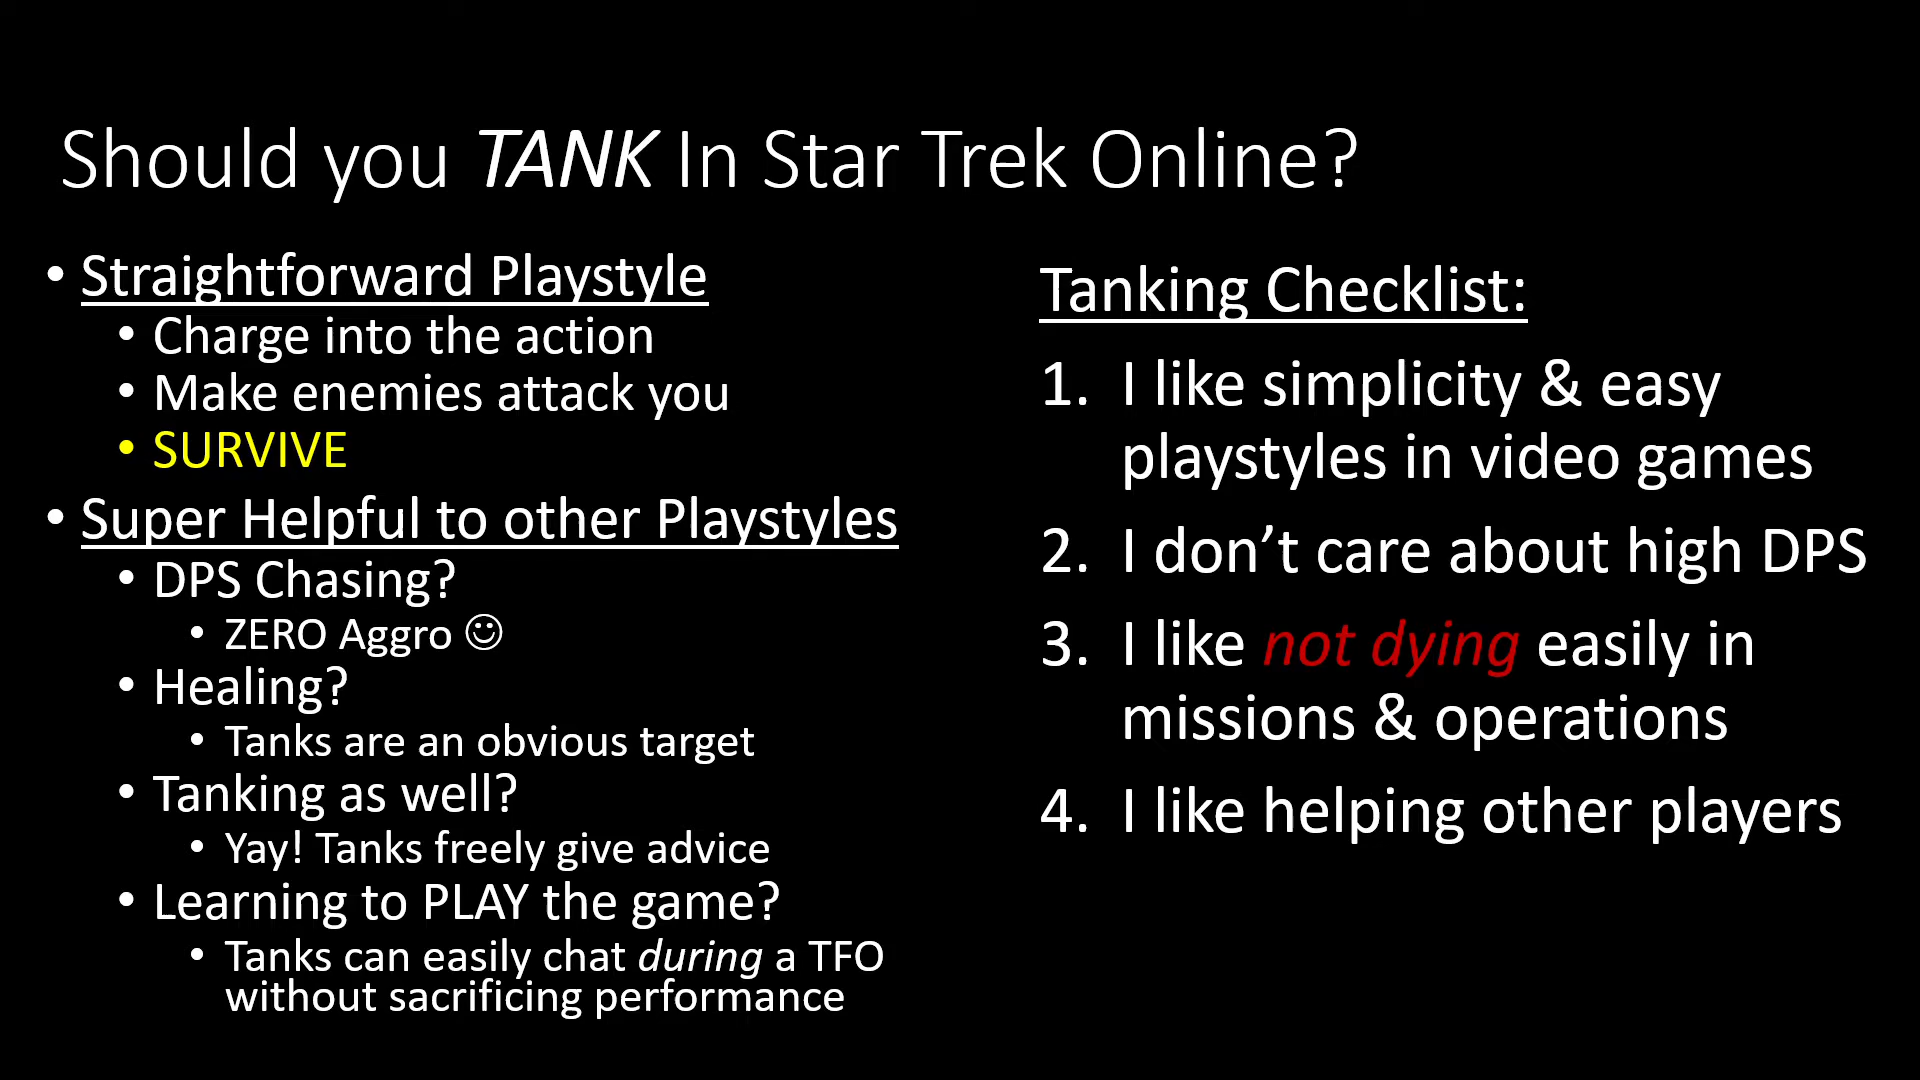 Should you TANK In Star Trek Online?
• Straightforward Playstyle
• Charge into the action
• Make enemies attack you
• SURVIVE
• Super Helpful to other Playstyles
• DPS Chasing?
• ZERO Aggro ☺
• Healing?
• Tanks are an obvious target
• Tanking as well?
• Yay! Tanks freely give advice
• Learning to PLAY the game?
• Tanks can easily chat during a TFO
without sacrificing performance
Tanking Checklist:
1. I like simplicity & easy
playstyles in video games
2. I don’t care about high DPS
3. I like not dying easily in
missions & operations
4. I like helping other players